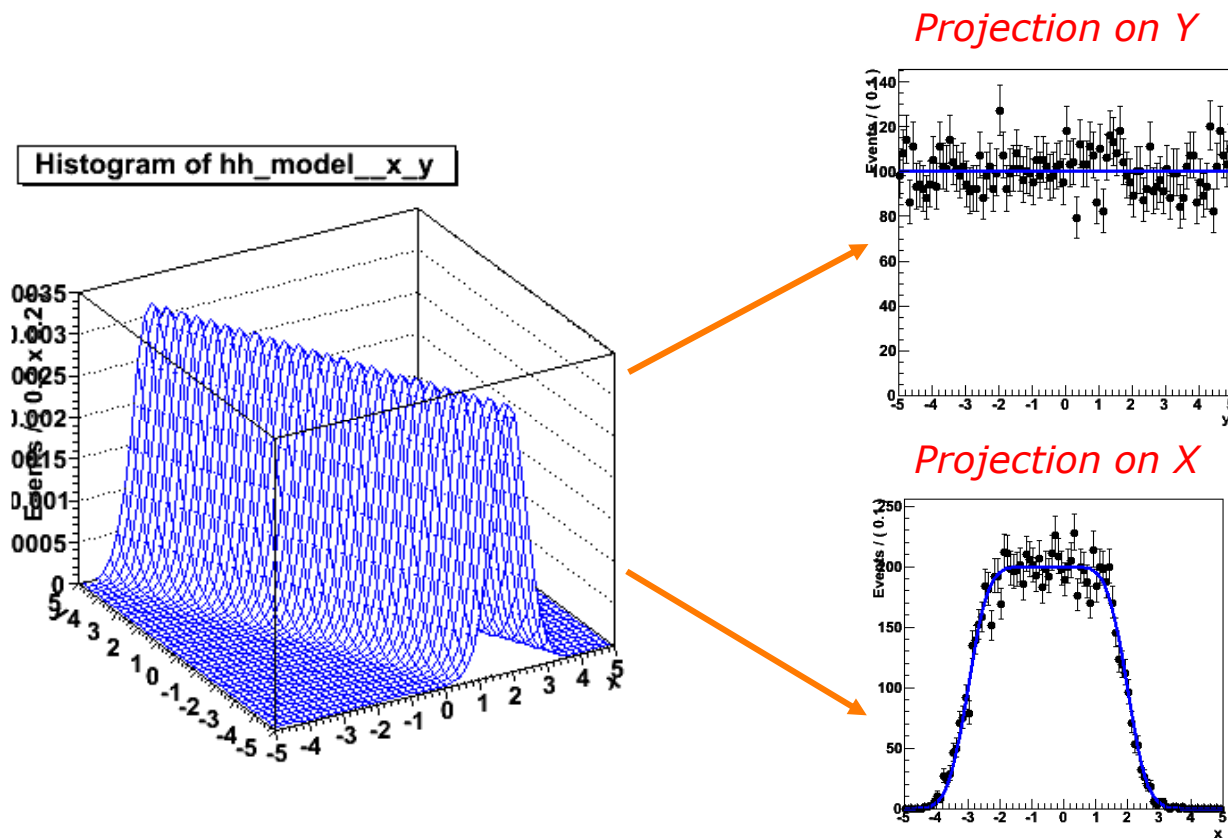 Projection on Y
Histogram of hh_model__x_y
Events / ( 0.1 )
140
120
100
80
60
40
20
0
-5 -4 -3 -2 -1 0 1 2 3 4
y
0.0035
0.003
0.0025
0.002
0.0015
0.001
0.0005
0
Events /
5 4 3 2 1 0 -1 -2 -3 -4 -5
-5 -4 -3 -2 -1 0 1 2 3 4 5
x
Projection on X
Events / ( 0.1 )
250
200
150
100
50
0
-5 -4 -3 -2 -1 0 1 2 3 4 5
x